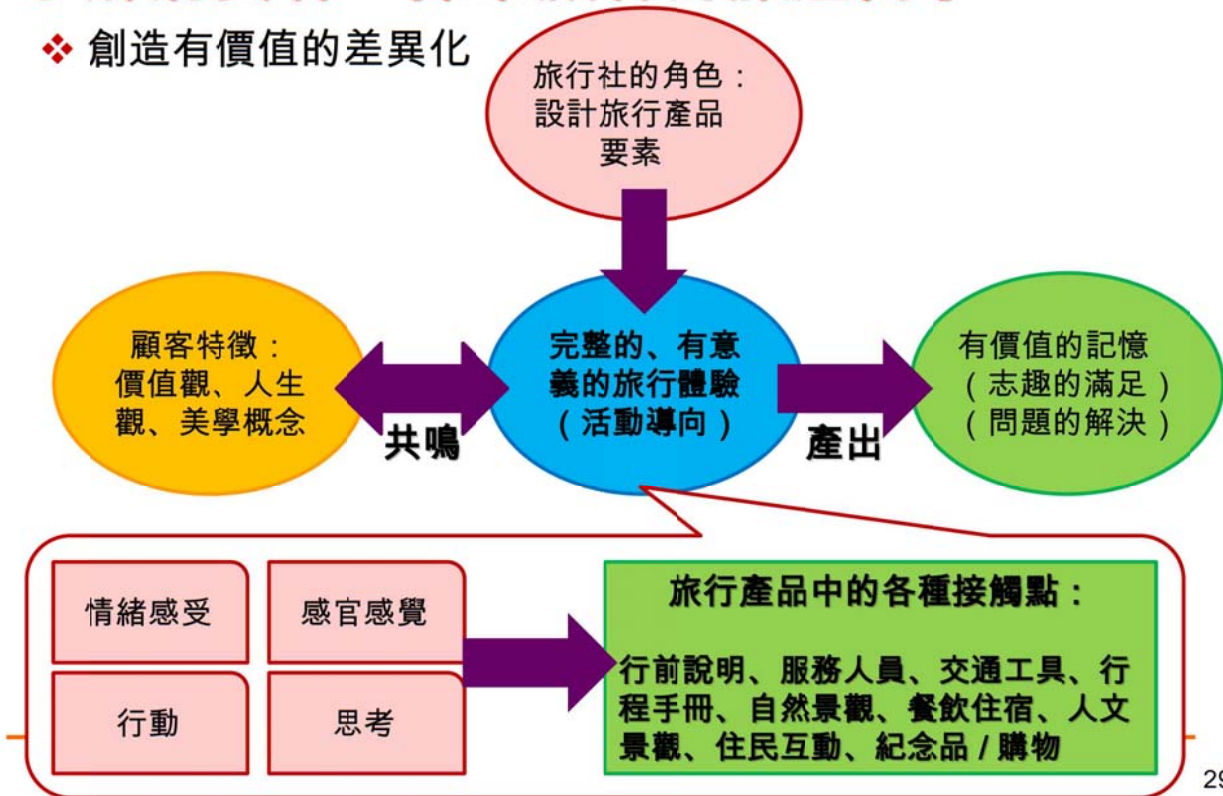 創造有價值的差異化
旅行社的角色：
設計旅行產品
要素
顧客特徵：
價值觀、人生
觀、美學概念
共鳴
完整的、有意
義的旅行體驗
（活動導向）
產出
有價值的記憶
（志趣的滿足）
（問題的解決）
情緒感受
感官感覺
行動
思考
旅行產品中的各種接觸點：
行前說明、服務人員、交通工具、行
程手冊、自然景觀、餐飲住宿、人文
景觀、住民互動、紀念品 / 購物
29